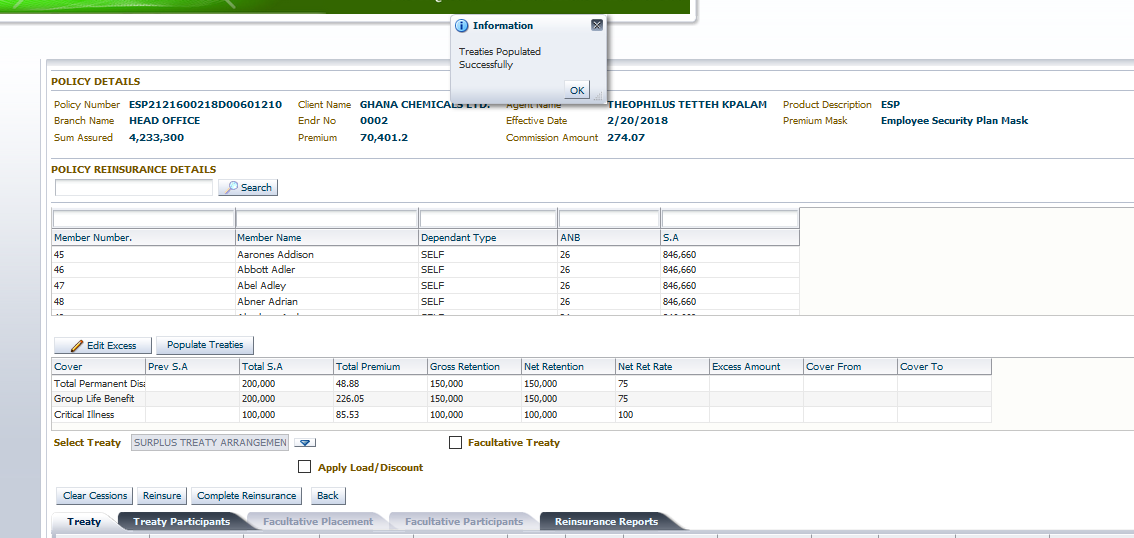 Information
Treaties Populated
Successfully
OK
POLICY DETAILS
Policy Number ESP2121600218D00601210 Client Name GHANA CHEMICALS LTD. Agent Name THEOPHILUS TETTEH KPALAM Product Description ESP
Branch Name HEAD OFFICE Endr No 0002 Effective Date 2/20/2018 Premium Mask Employee Security Plan Mask
Sum Assured 4,233,300 Premium 70,401.2 Commission Amount 274.07
POLICY REINSURANCE DETAILS
Search
Member Number. Member Name Dependant Type ANB S.A
45 Aarones Addison SELF 26 846,660
46 Abbott Adler SELF 26 846,660
47 Abel Adley SELF 26 846,660
48 Abner Adrian SELF 26 846,660
Edit Excess Populate Treaties
Cover Prev S.A Total S.A Total Premium Gross Retention Net Retention Net Ret Rate Excess Amount Cover From Cover To
Total Permanent Disa 200,000 48.88 150,000 150,000 75
Group Life Benefit 200,000 226.05 150,000 150,000 75
Critical Illness 100,000 85.53 100,000 100,000 100
Select Treaty SURPLUS TREATY ARRANGEMEN Facultative Treaty
Apply Load/Discount
Clear Cessions Reinsure Complete Reinsurance Back
Treaty Treaty Participants Facultative Placement Facultative Participants Reinsurance Reports